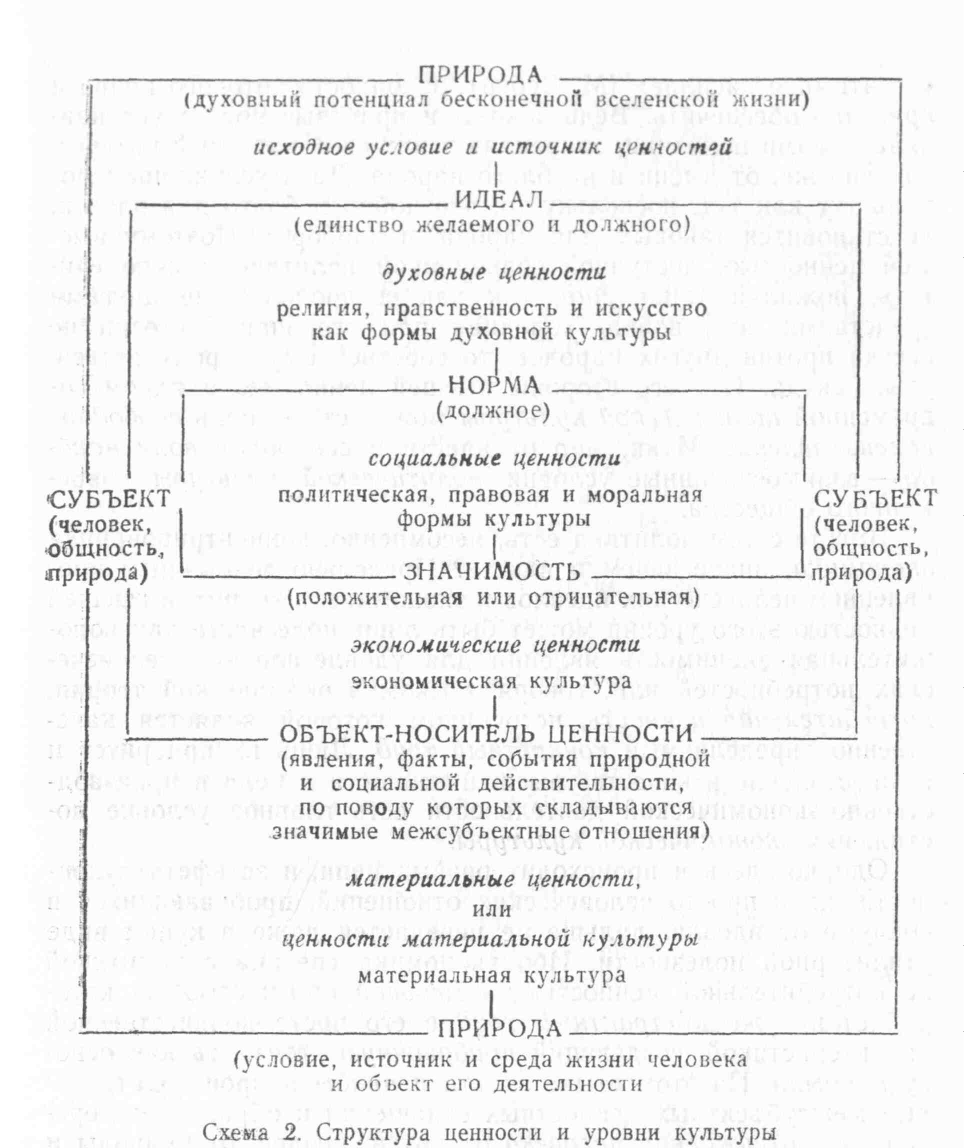 ПРИРОДА
(духовный потенциал бесконечной вселенской жизни)
исходное условие и источник ценностей
ИДЕАЛ
(единство желаемого и должного)
духовные ценности
религия, нравственность и искусство
как формы духовной культуры
НОРМА
(должное)
социальные ценности
политическая, правовая и моральная
формы культуры
СУБЪЕКТ
(человек,
общность,
природа)
СУБЪЕКТ
(человек,
общность,
природа)
ЗНАЧИМОСТЬ
(положительная или отрицательная)
экономические ценности
экономическая культура
ОБЪЕКТ-НОСИТЕЛЬ ЦЕННОСТИ
(явления, факты, события природной
и социальной действительности,
по поводу которых складываются
значимые межсубъектные отношения)
материальные ценности,
или
ценности материальной культуры
материальная культура
ПРИРОДА
(условие, источник и среда жизни человека
и объект его деятельности
Схема 2. Структура ценности и уровни культуры